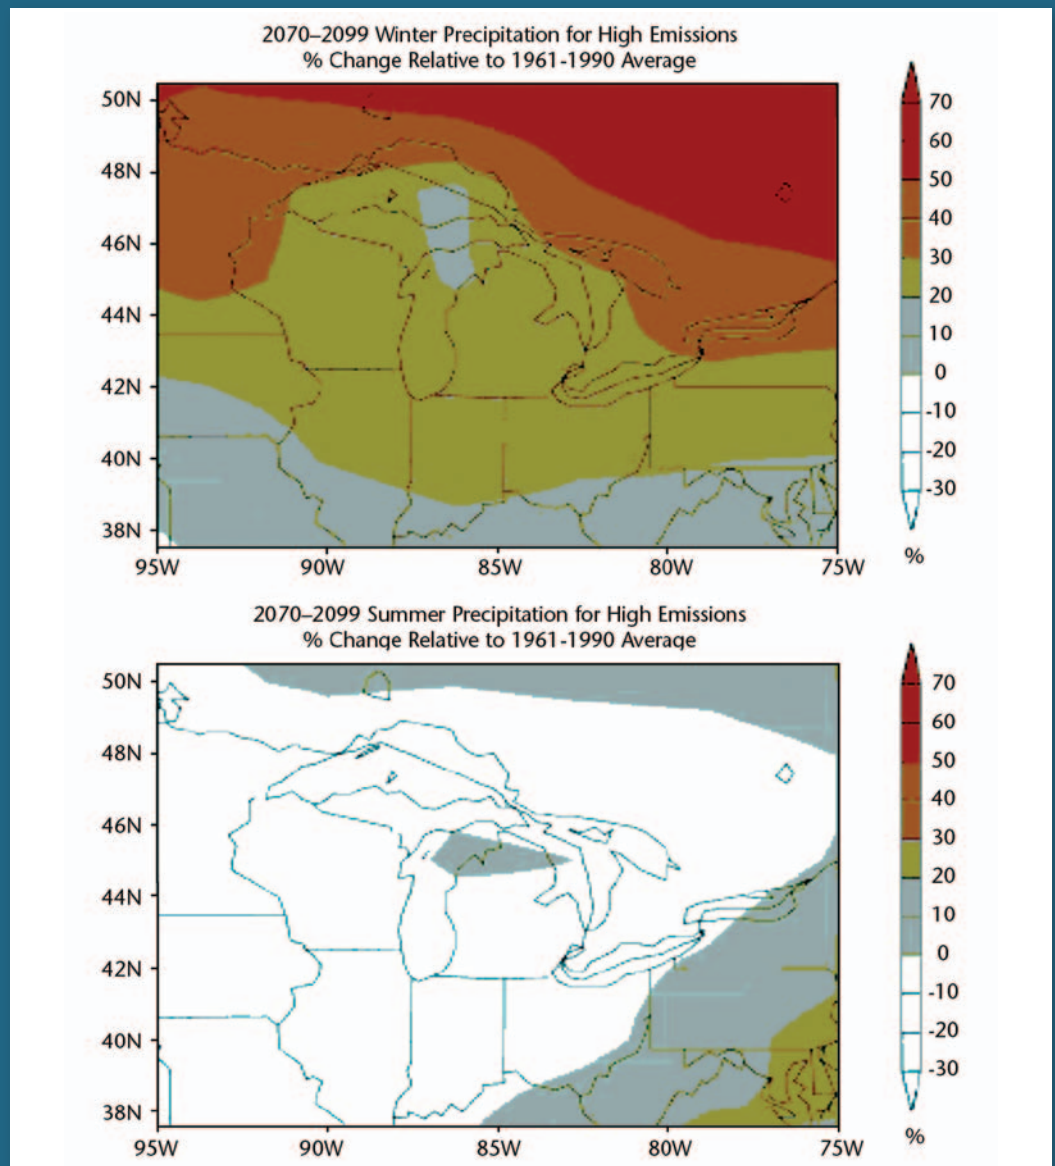 2070–2099 Winter Precipitation for High Emissions
% Change Relative to 1961-1990 Average
50N
48N
46N
44N
42N
40N
38N
95W 90W 85W 80W 75W
70
60
50
40
30
20
10
0
-10
-20
-30
%
2070–2099 Summer Precipitation for High Emissions
% Change Relative to 1961-1990 Average
50N
48N
46N
44N
42N
40N
38N
95W 90W 85W 80W 75W
70
60
50
40
30
20
10
0
-10
-20
-30
%